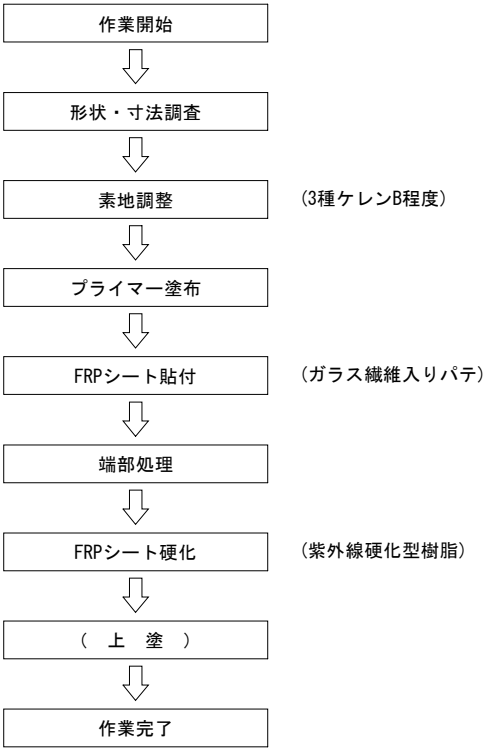 作業開始
形状・寸法調査
素地調整 (3種ケレンB程度)
プライマー塗布
FRPシート貼付 (ガラス繊維入りパテ)
端部処理
FRPシート硬化 (紫外線硬化型樹脂)
( 上 塗 )
作業完了